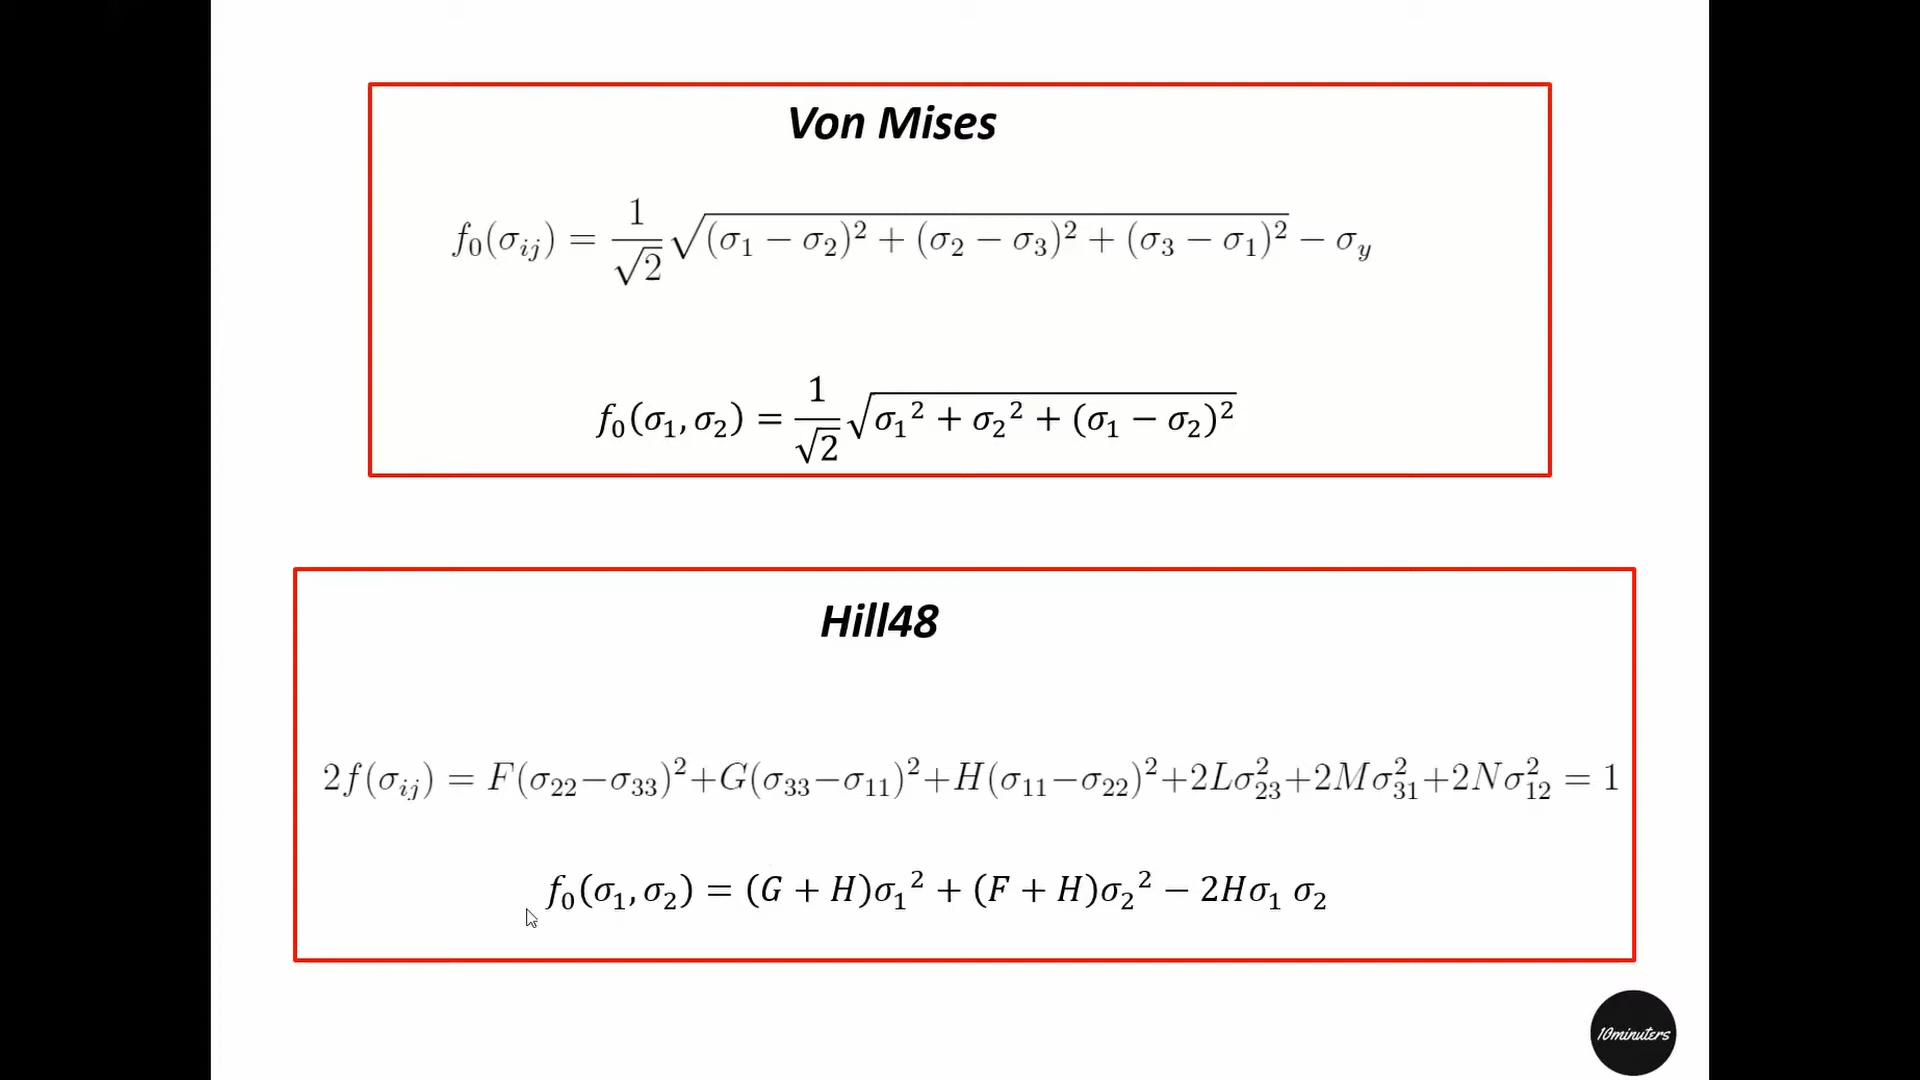 Von Mises
f₀(σᵢⱼ) = 1/√2 √((σ₁ − σ₂)² + (σ₂ − σ₃)² + (σ₃ − σ₁)²) − σ_y
f₀(σ₁, σ₂) = 1/√2 √(σ₁² + σ₂² + (σ₁ − σ₂)²)
Hill48
2f(σᵢⱼ) = F(σ₂₂−σ₃₃)²+G(σ₃₃−σ₁₁)²+H(σ₁₁−σ₂₂)²+2Lσ²₂₃+2Mσ²₃₁+2Nσ²₁₂ = 1
f₀(σ₁, σ₂) = (G + H)σ₁² + (F + H)σ₂² − 2Hσ₁ σ₂
10minuters